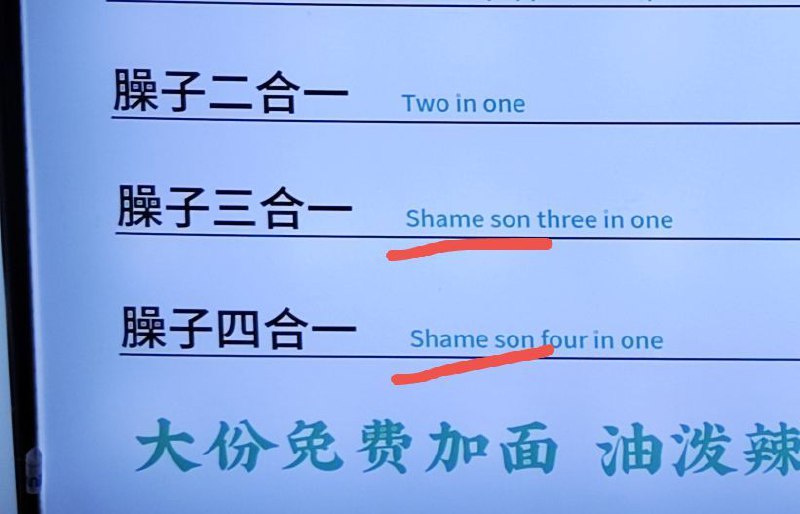 臊子二合一 Two in one
臊子三合一 Shame son three in one
臊子四合一 Shame son four in one
大份免费加面 油泼辣